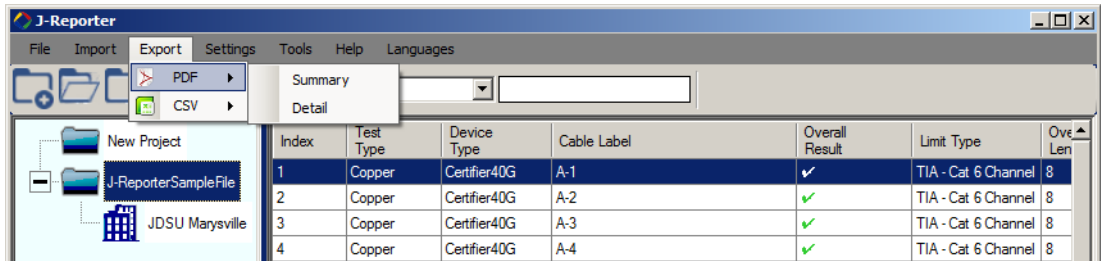 J-Reporter
File Import Export Settings Tools Help Languages
PDF
CSV
Summary
Detail
New Project
J-ReporterSampleFile
JDSU Marysville
Index Test Type Device Type Cable Label Overall Result Limit Type
1 Copper Certifier40G A-1 TIA - Cat 6 Channel 8
2 Copper Certifier40G A-2 TIA - Cat 6 Channel 8
3 Copper Certifier40G A-3 TIA - Cat 6 Channel 8
4 Copper Certifier40G A-4 TIA - Cat 6 Channel 8